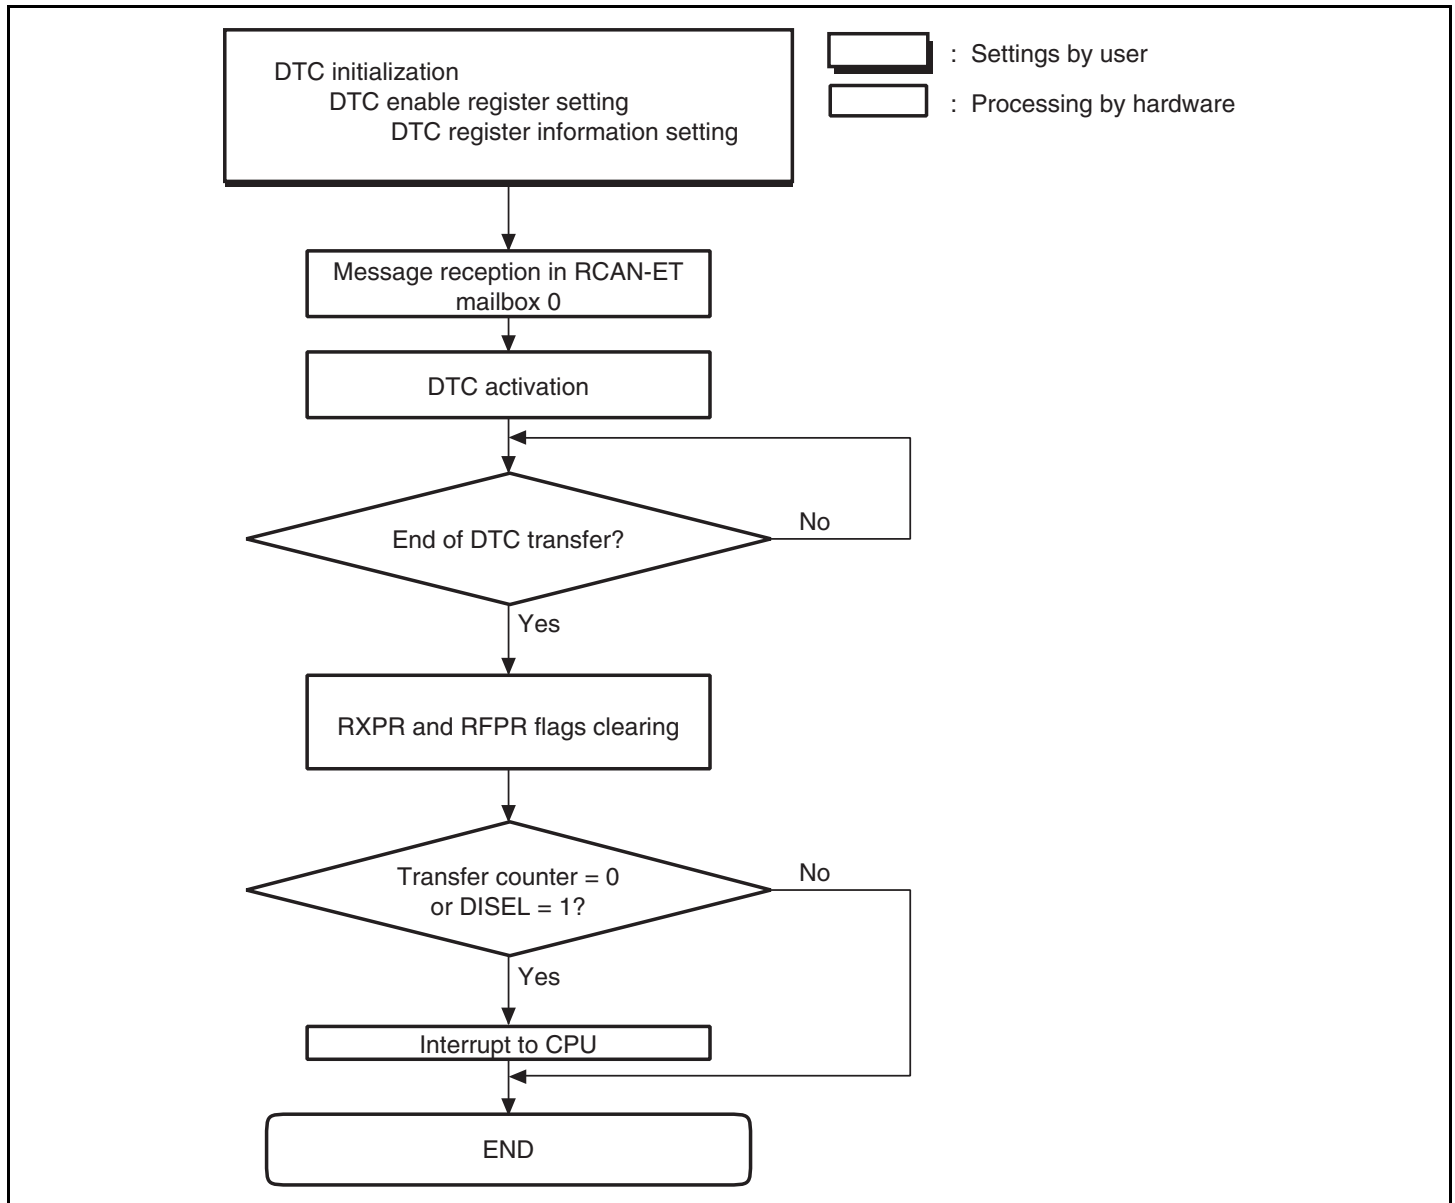 DTC initialization
DTC enable register setting
DTC register information setting
: Settings by user
: Processing by hardware
Message reception in RCAN-ET
mailbox 0
DTC activation
End of DTC transfer?
No
Yes
RXPR and RFPR flags clearing
Transfer counter = 0
or DISEL = 1?
No
Yes
Interrupt to CPU
END